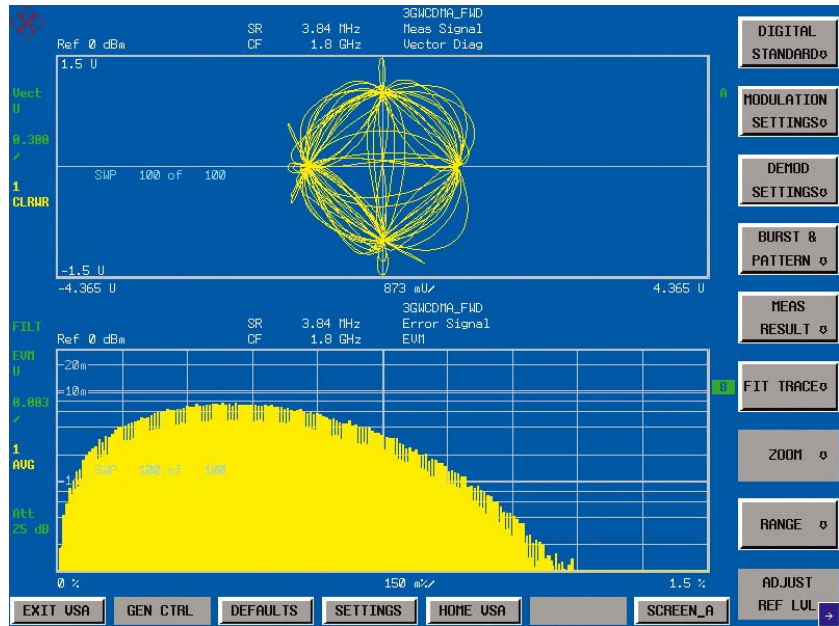 3GWCDMA_FWD
SR 3.84 MHz Meas Signal
Ref 0 dBm CF 1.8 GHz Vector Diag
1.5 U
Vect
U
A
0.300
/
SWP 100 of 100
1
CLRWR
-1.5 U
-4.365 U 873 mU/ 4.365 U
3GWCDMA_FWD
FILT SR 3.84 MHz Error Signal
Ref 0 dBm CF 1.8 GHz EVM
EVM
U
-20m
-10m
B
0.003
/
1
AVG
SWP 100 of 100
-1
Att
25 dB
0 % 150 m%/ 1.5 %
DIGITAL
STANDARD
MODULATION
SETTINGS
DEMOD
SETTINGS
BURST &
PATTERN
MEAS
RESULT
FIT TRACE
ZOOM
RANGE
ADJUST
REF LVL
EXIT VSA GEN CTRL DEFAULTS SETTINGS HOME VSA SCREEN_A